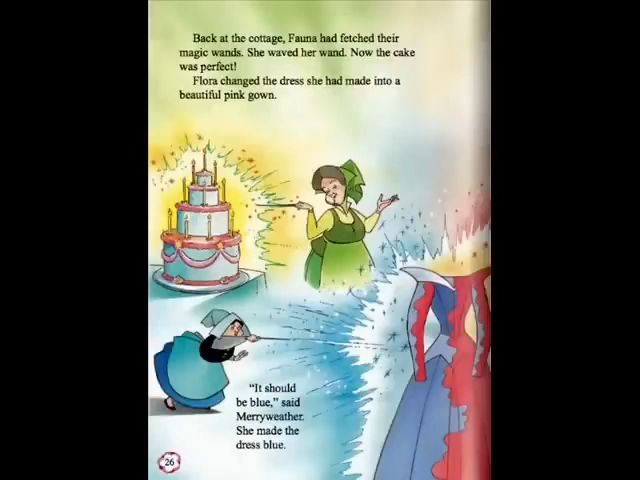 Back at the cottage, Fauna had fetched their
magic wands. She waved her wand. Now the cake
was perfect!
Flora changed the dress she had made into a
beautiful pink gown.
"It should
be blue," said
Merryweather.
She made the
dress blue.
26